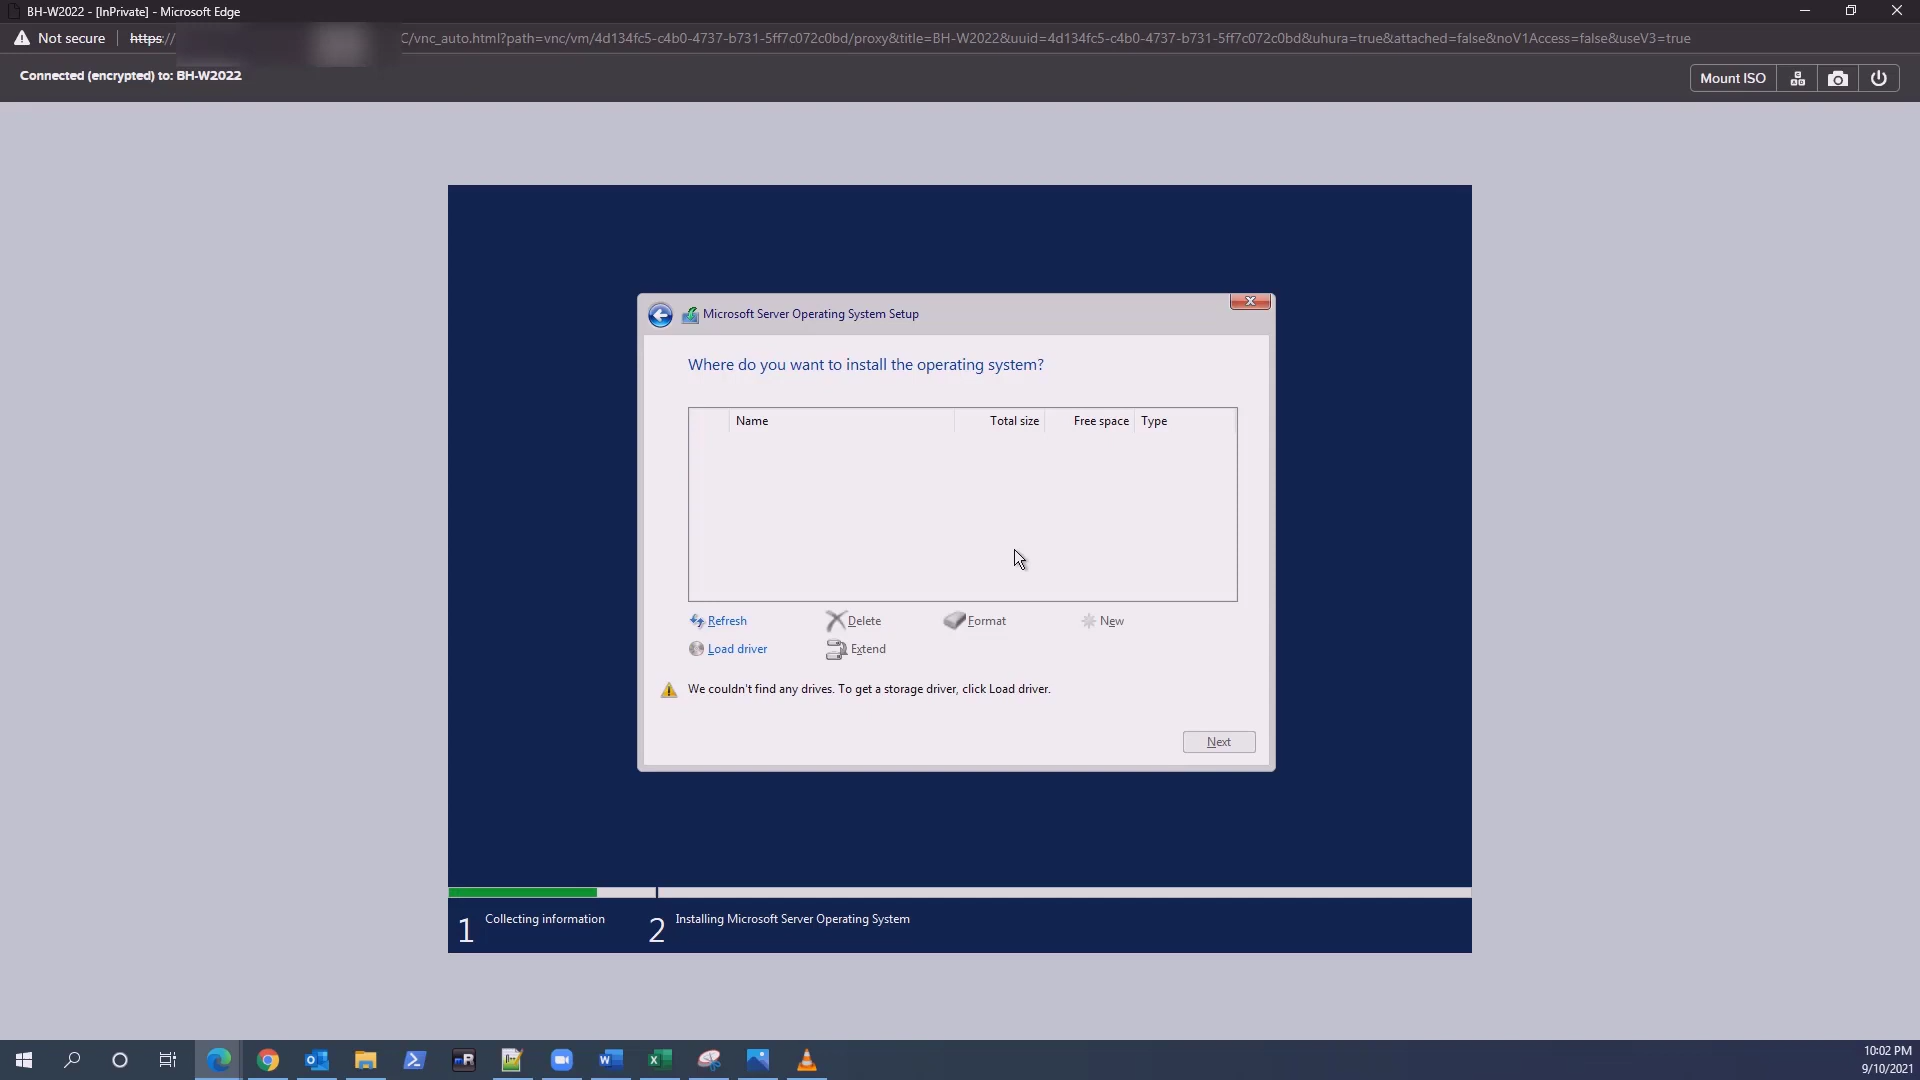 BH-W2022 - [InPrivate] - Microsoft Edge
Not secure
https://
C/vnc_auto.html?path=vnc/vm/4d134fc5-c4b0-4737-b731-5ff7c072c0bd/proxy&title=BH-W2022&uuid=4d134fc5-c4b0-4737-b731-5ff7c072c0bd&uhura=true&attached=false&noV1Access=false&useV3=true
Connected (encrypted) to: BH-W2022
Mount ISO
Microsoft Server Operating System Setup
Where do you want to install the operating system?
Name Total size Free space Type
Refresh Delete Format New
Load driver Extend
We couldn't find any drives. To get a storage driver, click Load driver.
Next
1 Collecting information 2 Installing Microsoft Server Operating System
10:02 PM
9/10/2021